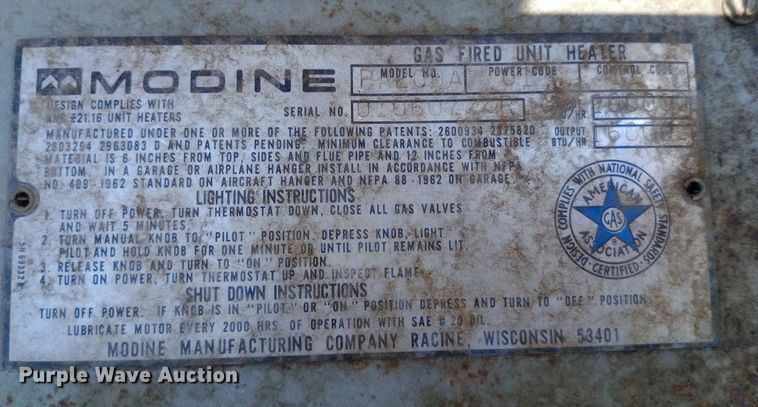 GAS FIRED UNIT HEATER
MODINE
MODEL NO.
POWER CODE
CONTROL CODE
DESIGN COMPLIES WITH
ANS Z21.16 UNIT HEATERS
SERIAL NO.
INPUT
BTU/HR
OUTPUT
BTU/HR
MANUFACTURED UNDER ONE OR MORE OF THE FOLLOWING PATENTS: 2600934 2875820
2803294 2963083 D AND PATENTS PENDING. MINIMUM CLEARANCE TO COMBUSTIBLE
MATERIAL IS 6 INCHES FROM TOP, SIDES AND FLUE PIPE AND 12 INCHES FROM
BOTTOM. IN A GARAGE OR AIRPLANE HANGER INSTALL IN ACCORDANCE WITH NFPA
NO. 409-1962 STANDARD ON AIRCRAFT HANGER AND NFPA 88-1962 ON GARAGE.
LIGHTING INSTRUCTIONS
1. TURN OFF POWER, TURN THERMOSTAT DOWN, CLOSE ALL GAS VALVES
AND WAIT 5 MINUTES.
2. TURN MANUAL KNOB TO "PILOT" POSITION, DEPRESS KNOB, LIGHT
PILOT AND HOLD KNOB FOR ONE MINUTE OR UNTIL PILOT REMAINS LIT.
3. RELEASE KNOB AND TURN TO "ON" POSITION.
4. TURN ON POWER, TURN THERMOSTAT UP AND INSPECT FLAME.
SHUT DOWN INSTRUCTIONS
TURN OFF POWER. IF KNOB IS IN "PILOT" OR "ON" POSITION DEPRESS AND TURN TO "OFF" POSITION.
LUBRICATE MOTOR EVERY 2000 HRS. OF OPERATION WITH SAE #20 OIL.
MODINE MANUFACTURING COMPANY RACINE, WISCONSIN 53401
DESIGN COMPLIES WITH NATIONAL SAFETY STANDARDS
CERTIFIED
AMERICAN
GAS
ASSOCIATION
Purple Wave Auction